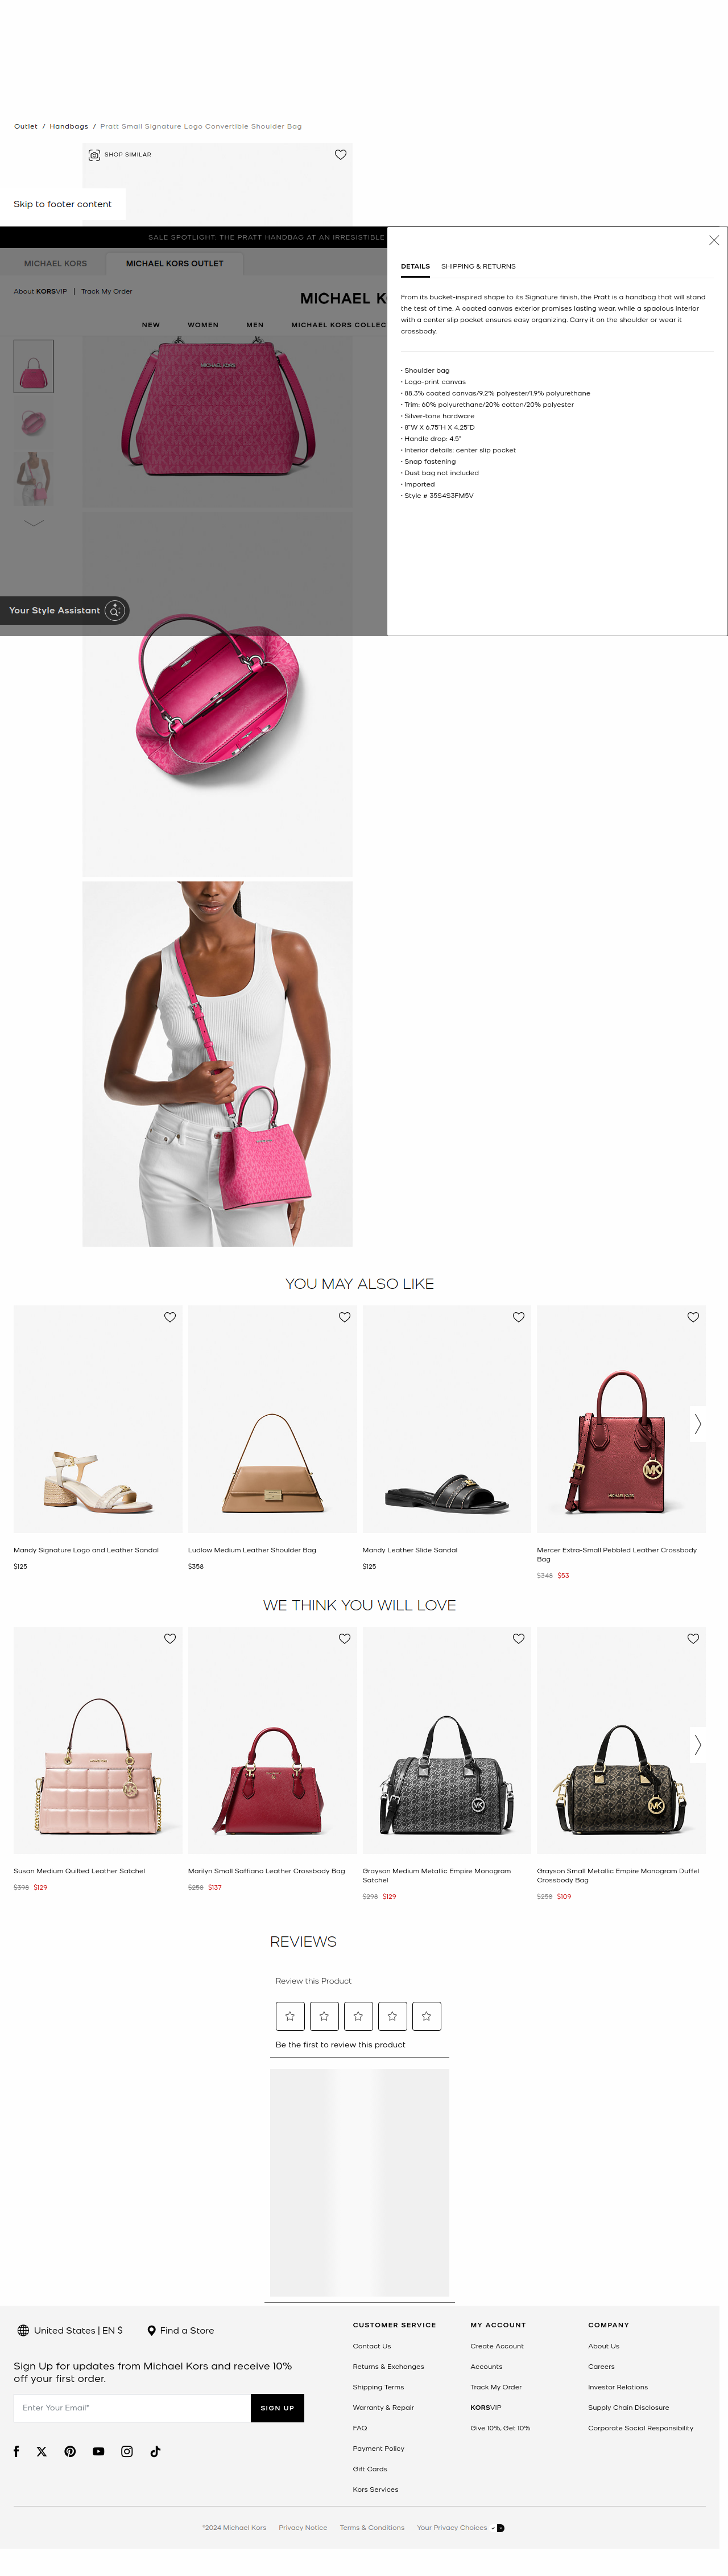 Outlet / Handbags / Pratt Small Signature Logo Convertible Shoulder Bag
SHOP SIMILAR
Skip to footer content
SALE SPOTLIGHT: THE PRATT HANDBAG AT AN IRRESISTIBLE
MICHAEL KORS
MICHAEL KORS OUTLET
About KORSVIP | Track My Order
MICHAEL KO
NEW
WOMEN
MEN
MICHAEL KORS COLLEC
MICHAEL KORS
Your Style Assistant
DETAILS
SHIPPING & RETURNS
From its bucket-inspired shape to its Signature finish, the Pratt is a handbag that will stand
the test of time. A coated canvas exterior promises lasting wear, while a spacious interior
with a center slip pocket ensures easy organizing. Carry it on the shoulder or wear it
crossbody.
• Shoulder bag
• Logo-print canvas
• 88.3% coated canvas/9.2% polyester/1.9% polyurethane
• Trim: 60% polyurethane/20% cotton/20% polyester
• Silver-tone hardware
• 8"W X 6.75"H X 4.25"D
• Handle drop: 4.5"
• Interior details: center slip pocket
• Snap fastening
• Dust bag not included
• Imported
• Style # 35S4S3FM5V
YOU MAY ALSO LIKE
Mandy Signature Logo and Leather Sandal
$125
Ludlow Medium Leather Shoulder Bag
$358
Mandy Leather Slide Sandal
$125
MICHAEL KORS
MK
Mercer Extra-Small Pebbled Leather Crossbody
Bag
$348 $53
WE THINK YOU WILL LOVE
MK
Susan Medium Quilted Leather Satchel
$398 $129
Marilyn Small Saffiano Leather Crossbody Bag
$258 $137
MK
Grayson Medium Metallic Empire Monogram
Satchel
$298 $129
MK
Grayson Small Metallic Empire Monogram Duffel
Crossbody Bag
$258 $109
REVIEWS
Review this Product
Be the first to review this product
United States | EN $
Find a Store
Sign Up for updates from Michael Kors and receive 10%
off your first order.
Enter Your Email*
SIGN UP
CUSTOMER SERVICE
Contact Us
Returns & Exchanges
Shipping Terms
Warranty & Repair
FAQ
Payment Policy
Gift Cards
Kors Services
MY ACCOUNT
Create Account
Accounts
Track My Order
KORSVIP
Give 10%, Get 10%
COMPANY
About Us
Careers
Investor Relations
Supply Chain Disclosure
Corporate Social Responsibility
©2024 Michael Kors
Privacy Notice
Terms & Conditions
Your Privacy Choices